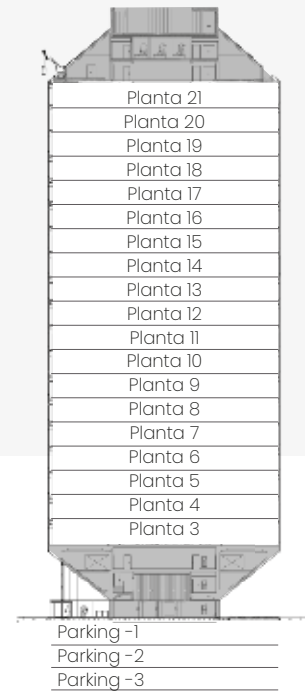 Planta 21
Planta 20
Planta 19
Planta 18
Planta 17
Planta 16
Planta 15
Planta 14
Planta 13
Planta 12
Planta 11
Planta 10
Planta 9
Planta 8
Planta 7
Planta 6
Planta 5
Planta 4
Planta 3
Parking -1
Parking -2
Parking -3